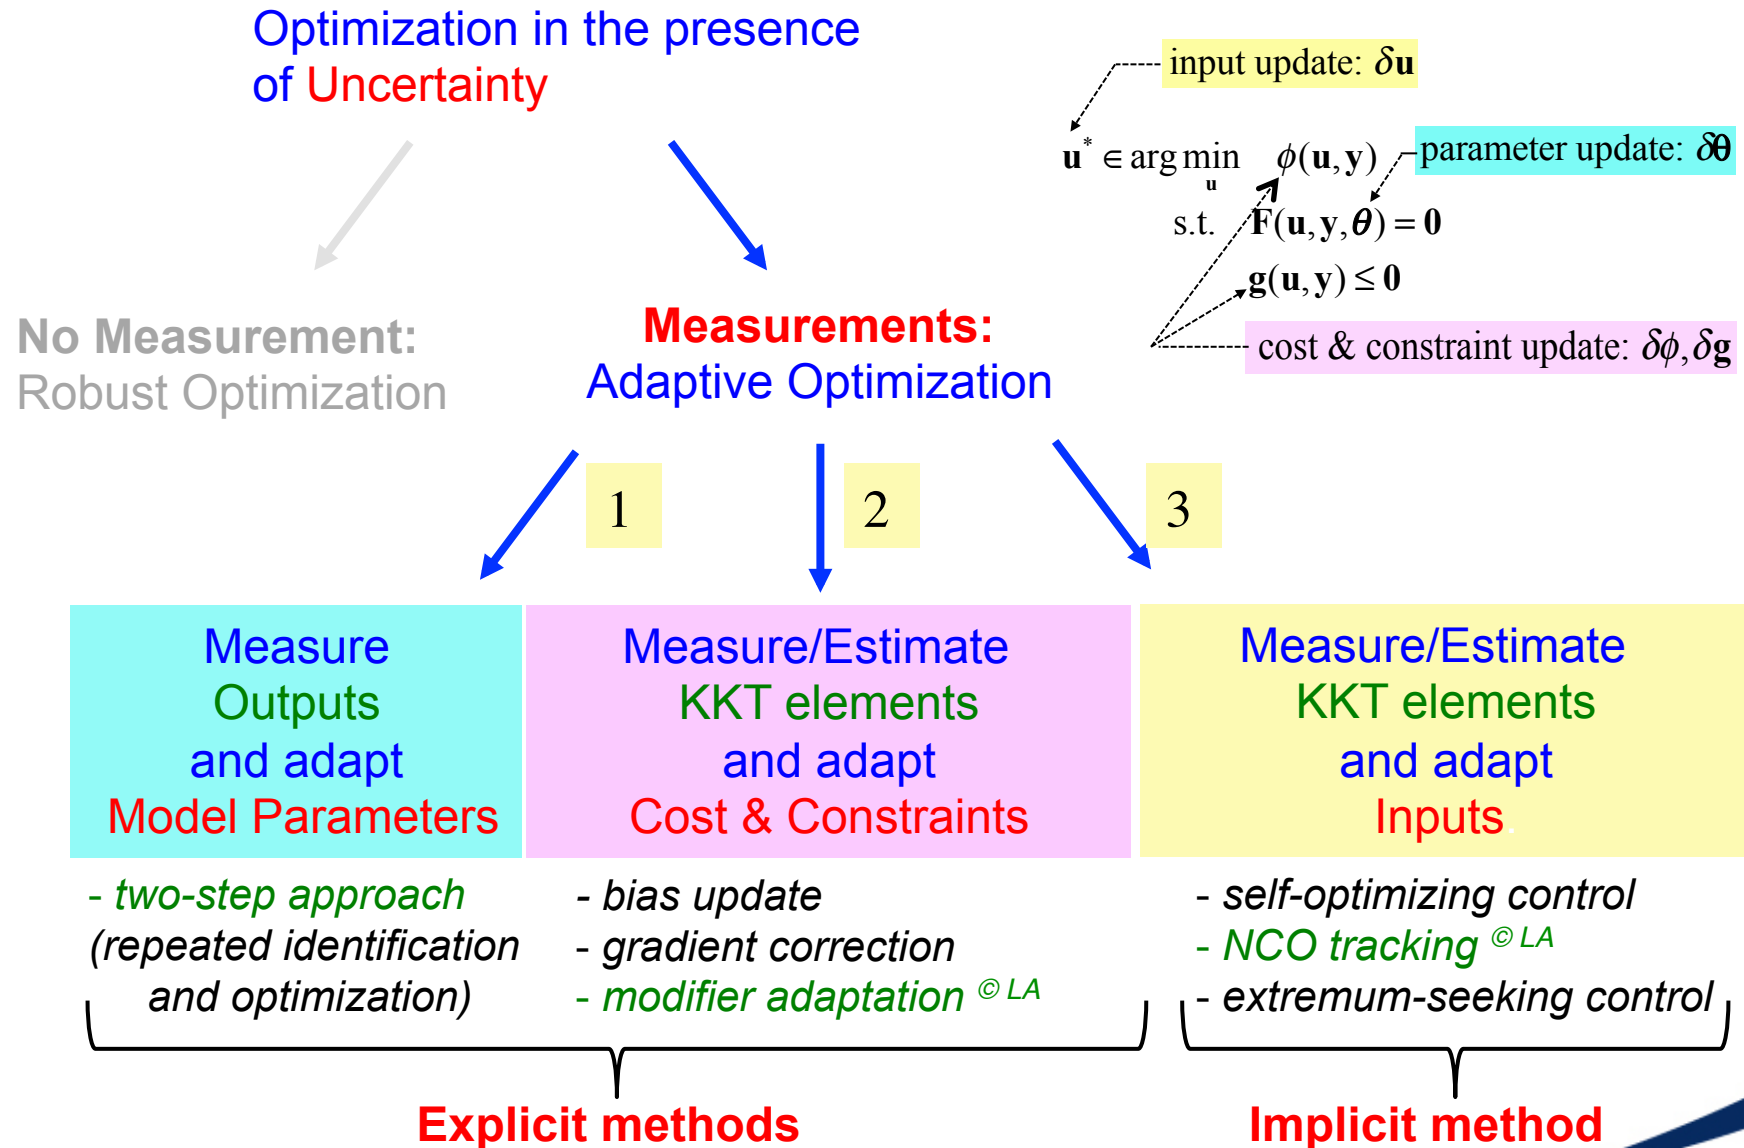 Optimization in the presence
of Uncertainty
input update: δu
u* ∈ arg min ϕ(u, y)
u
parameter update: δθ
s.t. F(u, y, θ) = 0
g(u, y) ≤ 0
cost & constraint update: δϕ, δg
No Measurement:
Robust Optimization
Measurements:
Adaptive Optimization
1
2
3
Measure
Outputs
and adapt
Model Parameters
Measure/Estimate
KKT elements
and adapt
Cost & Constraints
Measure/Estimate
KKT elements
and adapt
Inputs
- two-step approach
(repeated identification
and optimization)
- bias update
- gradient correction
- modifier adaptation © LA
- self-optimizing control
- NCO tracking © LA
- extremum-seeking control
Explicit methods
Implicit method